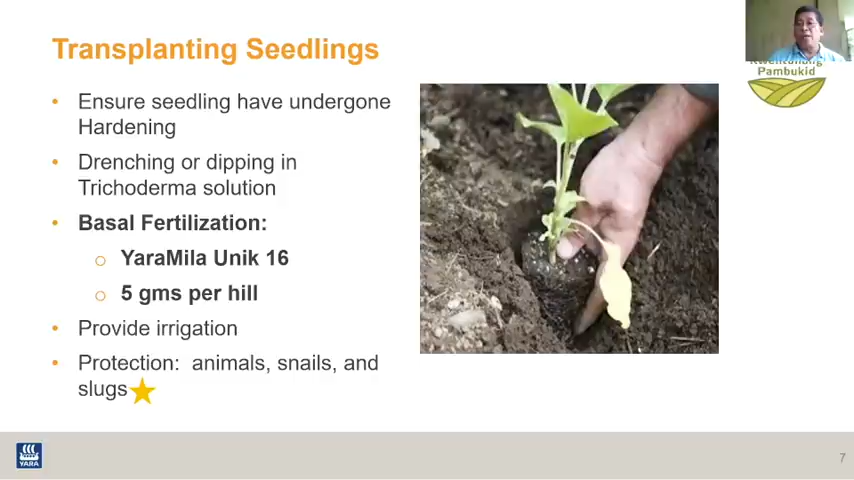 Transplanting Seedlings
• Ensure seedling have undergone
Hardening
• Drenching or dipping in
Trichoderma solution
• Basal Fertilization:
o YaraMila Unik 16
o 5 gms per hill
• Provide irrigation
• Protection: animals, snails, and
slugs
Pambukid
YARA
7